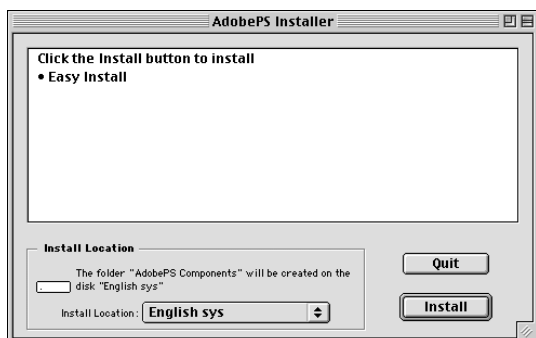 AdobePS Installer
Click the Install button to install
• Easy Install
Install Location
The folder "AdobePS Components" will be created on the
disk "English sys"
Install Location: English sys
Quit
Install